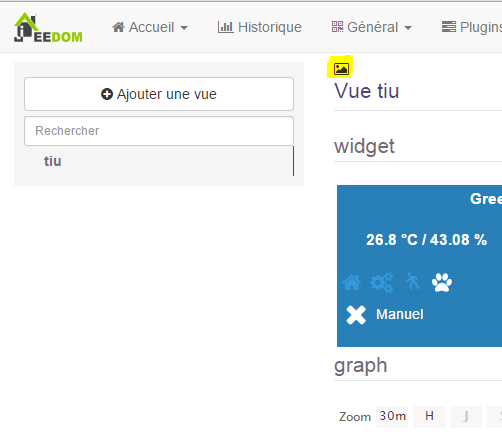 JEEDOM
Accueil
Historique
Général
Plugins
Ajouter une vue
Rechercher
tiu
Vue tiu
widget
Gree
26.8 °C / 43.08 %
Manuel
graph
Zoom 30m H J